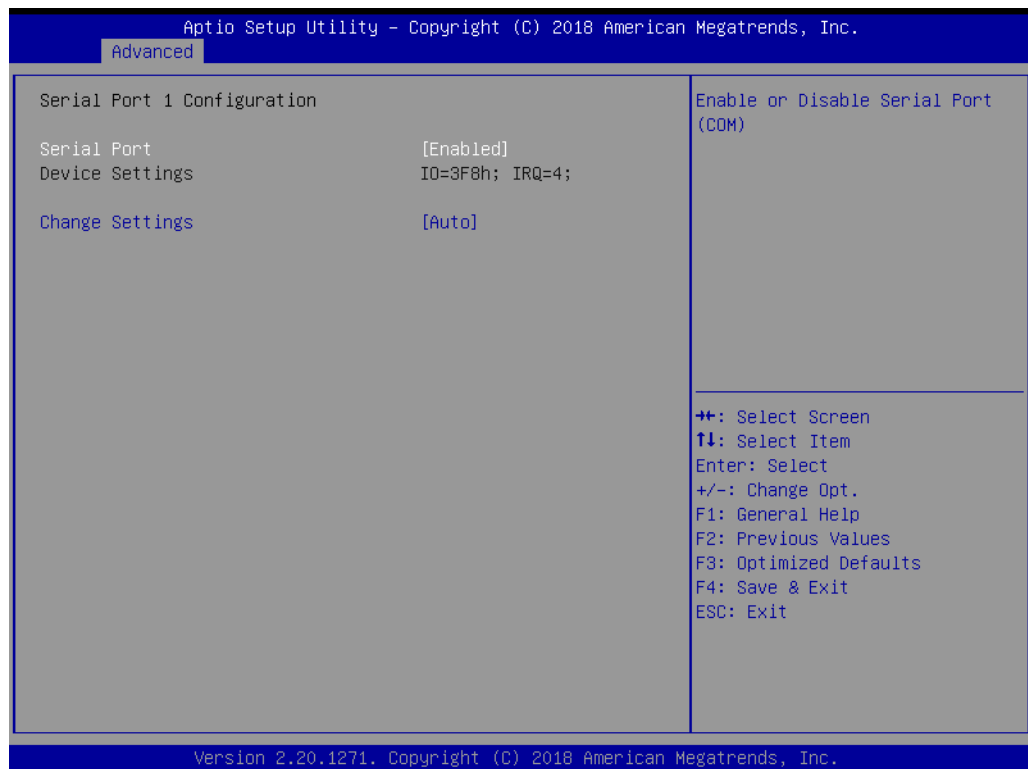 Aptio Setup Utility – Copyright (C) 2018 American Megatrends, Inc.
Advanced
Serial Port 1 Configuration
Serial Port [Enabled]
Device Settings IO=3F8h; IRQ=4;
Change Settings [Auto]
Enable or Disable Serial Port
(COM)
→←: Select Screen
↑↓: Select Item
Enter: Select
+/-: Change Opt.
F1: General Help
F2: Previous Values
F3: Optimized Defaults
F4: Save & Exit
ESC: Exit
Version 2.20.1271. Copyright (C) 2018 American Megatrends, Inc.